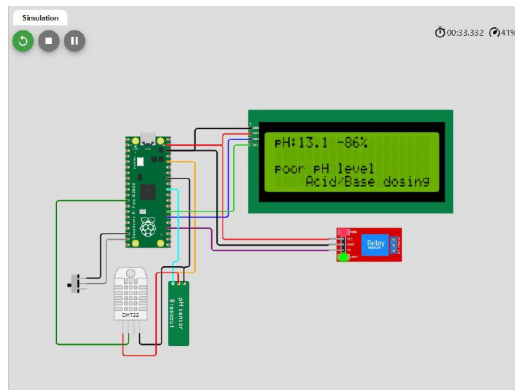 Simulation
00:33.332
41%
pH:13.1 -86%
poor pH level
Acid/Base dosing
Relay
DHT22
pH sensor
Breakout